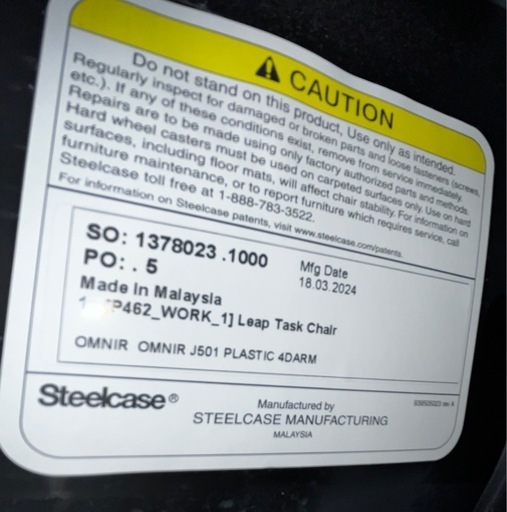 CAUTION
Do not stand on this product, Use only as intended.
Regularly inspect for damaged or broken parts and loose fasteners (screws,
etc.). If any of these conditions exist, remove from service immediately.
Repairs are to be made using only factory authorized parts and methods.
Hard wheel casters must be used on carpeted surfaces only. Use on hard
surfaces, including floor mats, will affect chair stability. For information on
furniture maintenance, or to report furniture which requires service, call
Steelcase toll free at 1-888-783-3522.
For information on Steelcase patents, visit www.steelcase.com/patents.
SO: 1378023 .1000
Mfg Date
PO: . 5
18.03.2024
Made In Malaysia
P462_WORK_1] Leap Task Chair
OMNIR OMNIR J501 PLASTIC 4DARM
Steelcase®
Manufactured by
STEELCASE MANUFACTURING
MALAYSIA